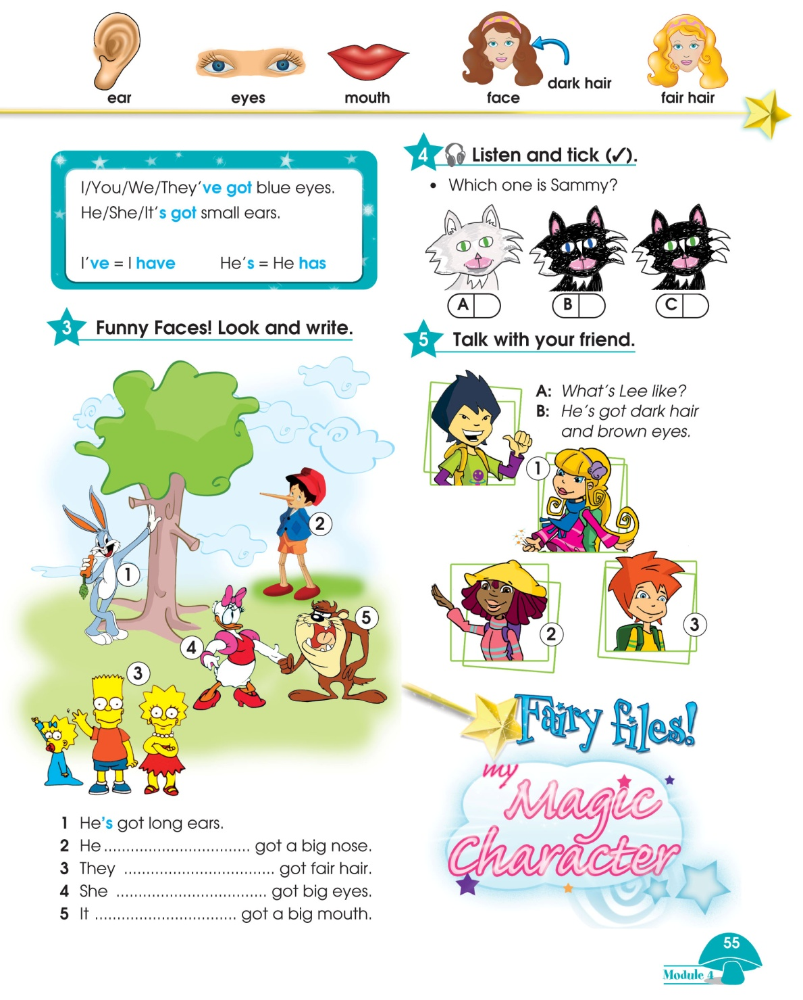 ear
eyes
mouth
face
dark hair
fair hair
I/You/We/They've got blue eyes.
He/She/It's got small ears.
I've = I have He's = He has
3 Funny Faces! Look and write.
1
2
3
4
5
1 He's got long ears.
2 He ................................. got a big nose.
3 They .................................. got fair hair.
4 She .................................. got big eyes.
5 It ................................ got a big mouth.
4 Listen and tick (✓).
• Which one is Sammy?
A
B
C
5 Talk with your friend.
A: What's Lee like?
B: He's got dark hair
and brown eyes.
1
2
3
Fairy files!
my
Magic
Character
55
Module 4